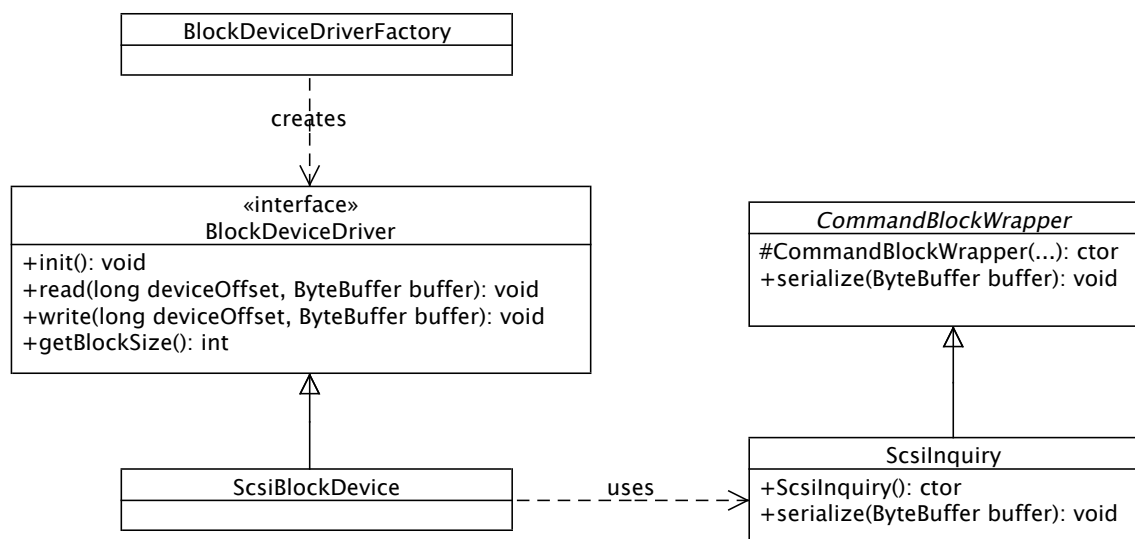 BlockDeviceDriverFactory
creates
«interface»
BlockDeviceDriver
+init(): void
+read(long deviceOffset, ByteBuffer buffer): void
+write(long deviceOffset, ByteBuffer buffer): void
+getBlockSize(): int
CommandBlockWrapper
#CommandBlockWrapper(...): ctor
+serialize(ByteBuffer buffer): void
ScsiBlockDevice
uses
ScsiInquiry
+ScsiInquiry(): ctor
+serialize(ByteBuffer buffer): void